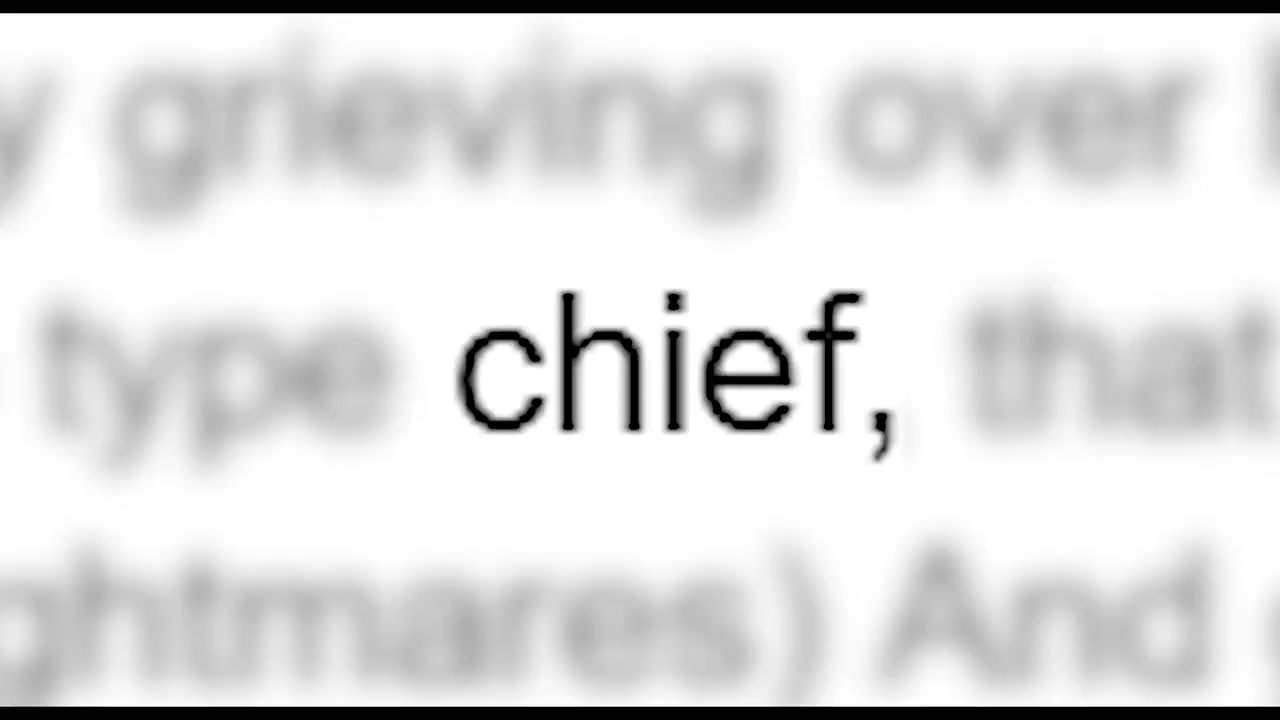 grieving over
type chief, that
ghtmares) And